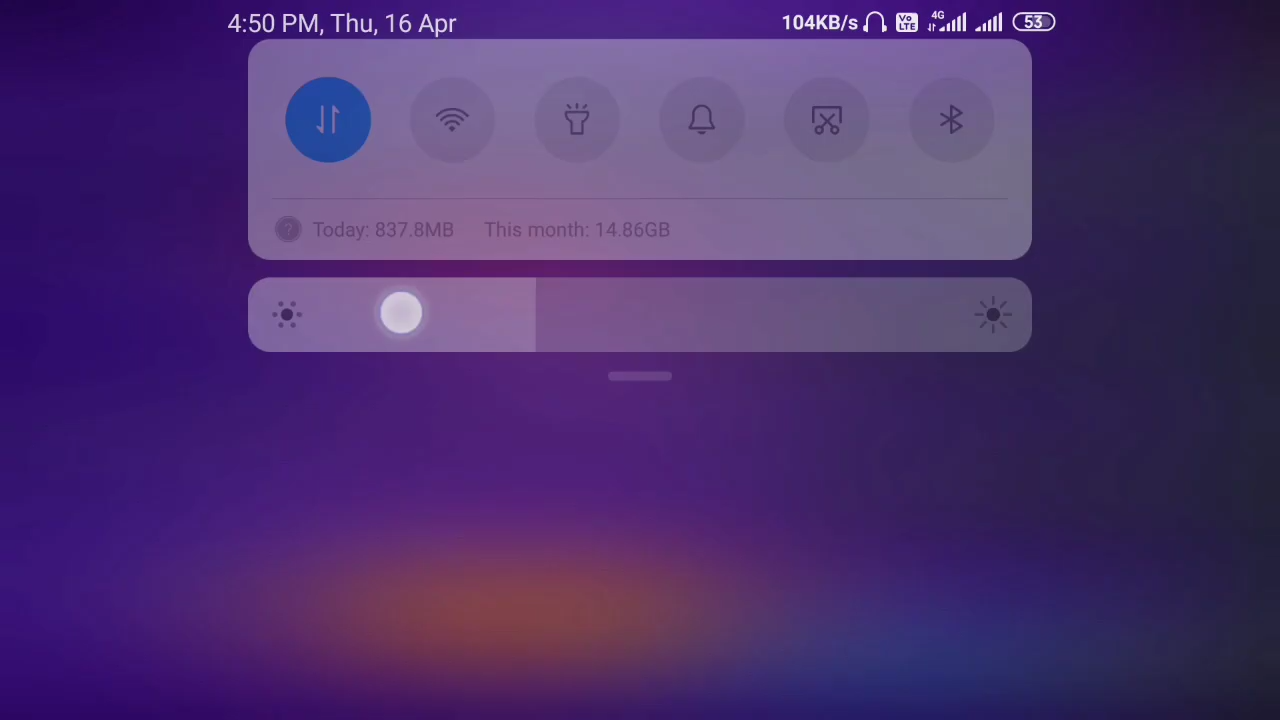 4:50 PM, Thu, 16 Apr
104KB/s Vo LTE 4G 53
Today: 837.8MB This month: 14.86GB